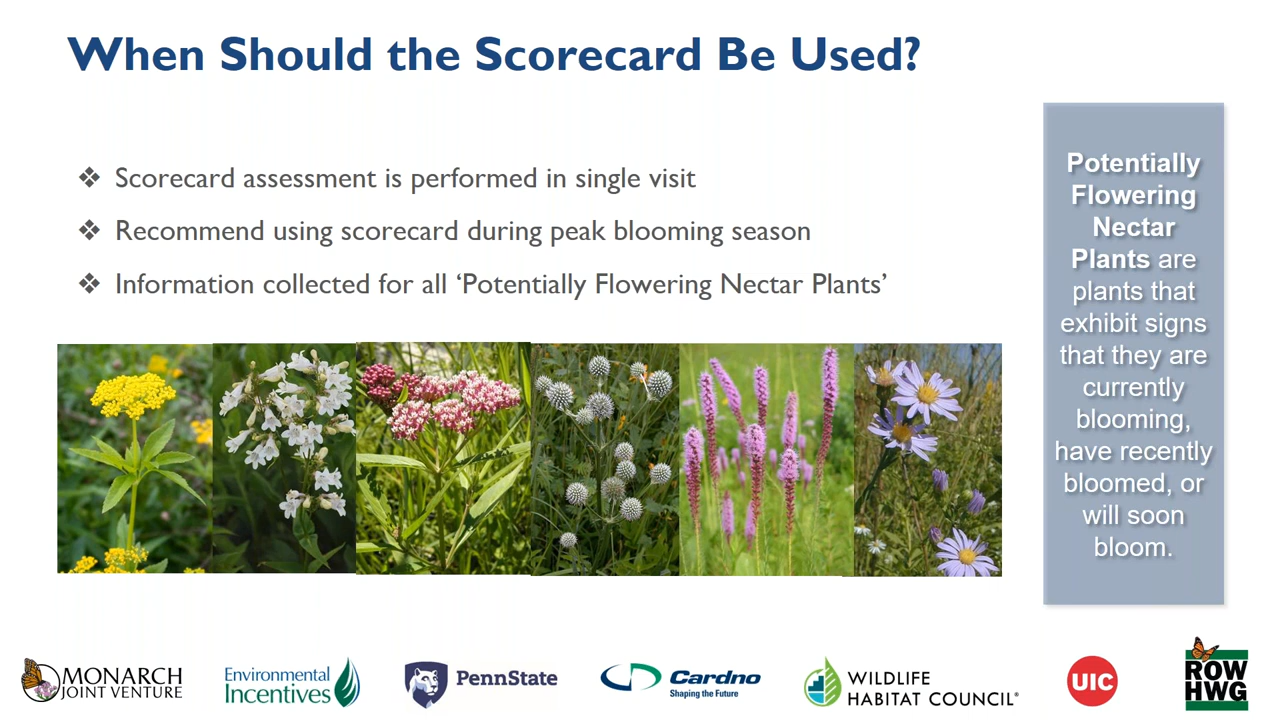 When Should the Scorecard Be Used?
❖ Scorecard assessment is performed in single visit
❖ Recommend using scorecard during peak blooming season
❖ Information collected for all ‘Potentially Flowering Nectar Plants’
Potentially
Flowering
Nectar
Plants are
plants that
exhibit signs
that they are
currently
blooming,
have recently
bloomed, or
will soon
bloom.
MONARCH
JOINT VENTURE
Environmental
Incentives
PennState
Cardno
Shaping the Future
WILDLIFE
HABITAT COUNCIL®
UIC
ROW
HWG